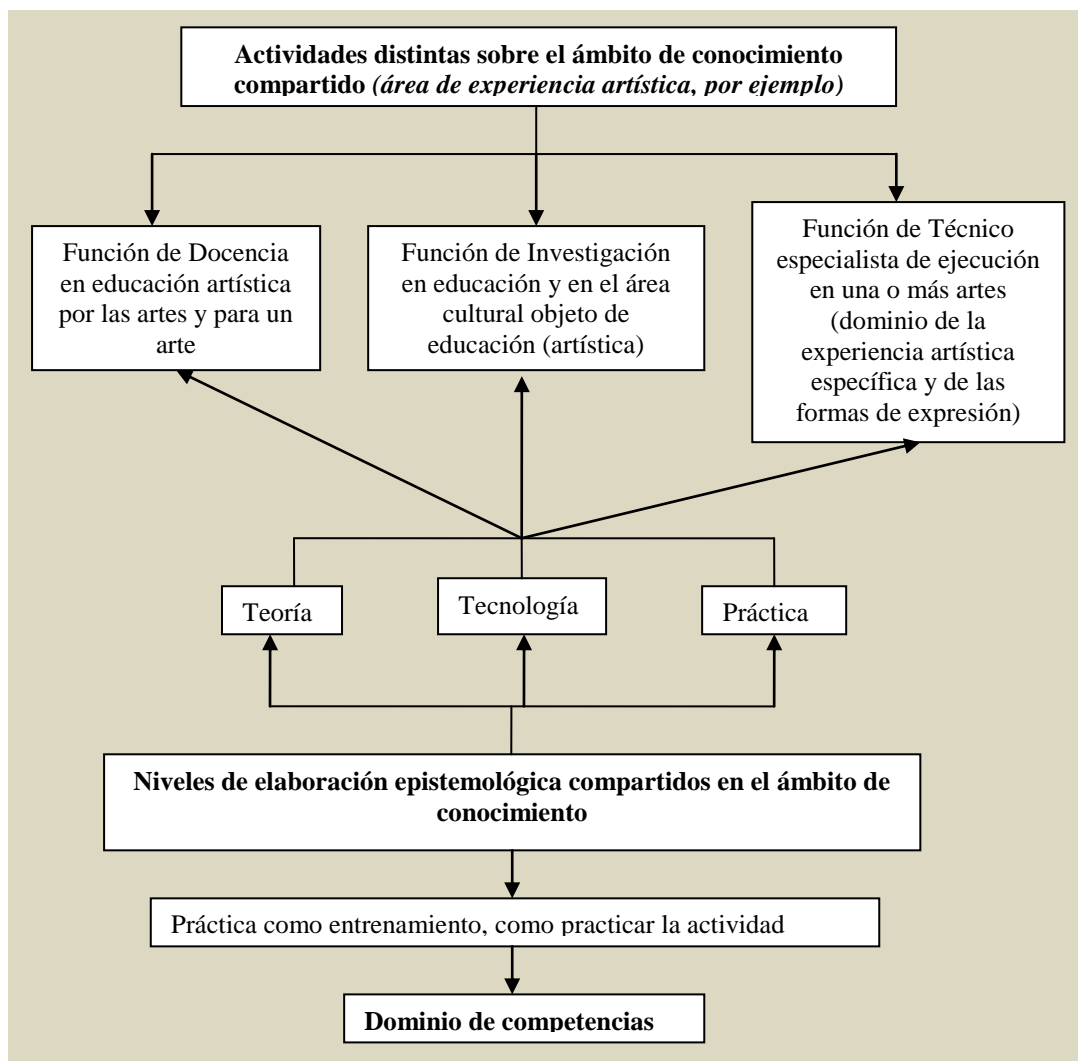 Actividades distintas sobre el ámbito de conocimiento
compartido (área de experiencia artística, por ejemplo)
Función de Docencia
en educación artística
por las artes y para un
arte
Función de Investigación
en educación y en el área
cultural objeto de
educación (artística)
Función de Técnico
especialista de ejecución
en una o más artes
(dominio de la
experiencia artística
específica y de las
formas de expresión)
Teoría
Tecnología
Práctica
Niveles de elaboración epistemológica compartidos en el ámbito de
conocimiento
Práctica como entrenamiento, como practicar la actividad
Dominio de competencias